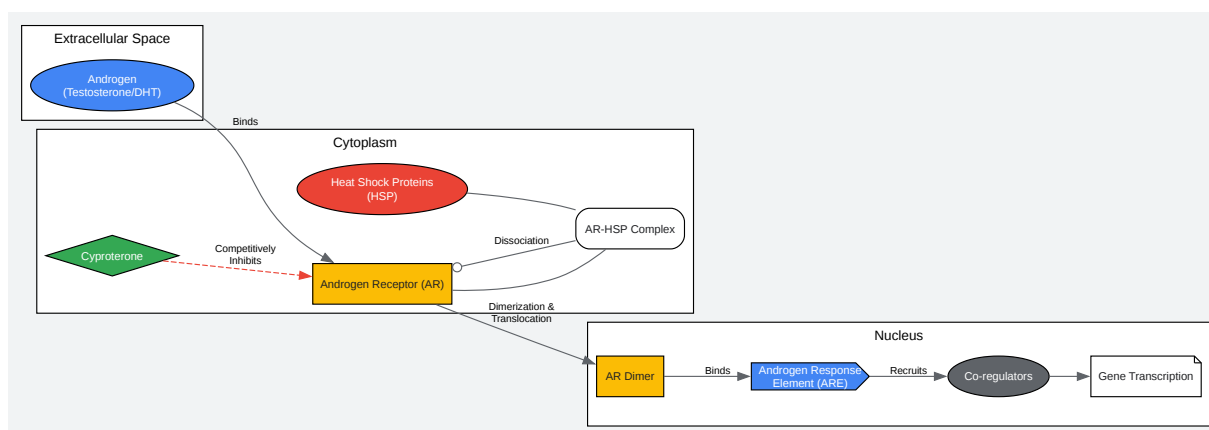 Extracellular Space
Androgen
(Testosterone/DHT)
Binds
Cytoplasm
Heat Shock Proteins
(HSP)
AR-HSP Complex
Dissociation
Cyproterone
Competitively
Inhibits
Androgen Receptor (AR)
Dimerization &
Translocation
Nucleus
AR Dimer
Binds
Androgen Response
Element (ARE)
Recruits
Co-regulators
Gene Transcription